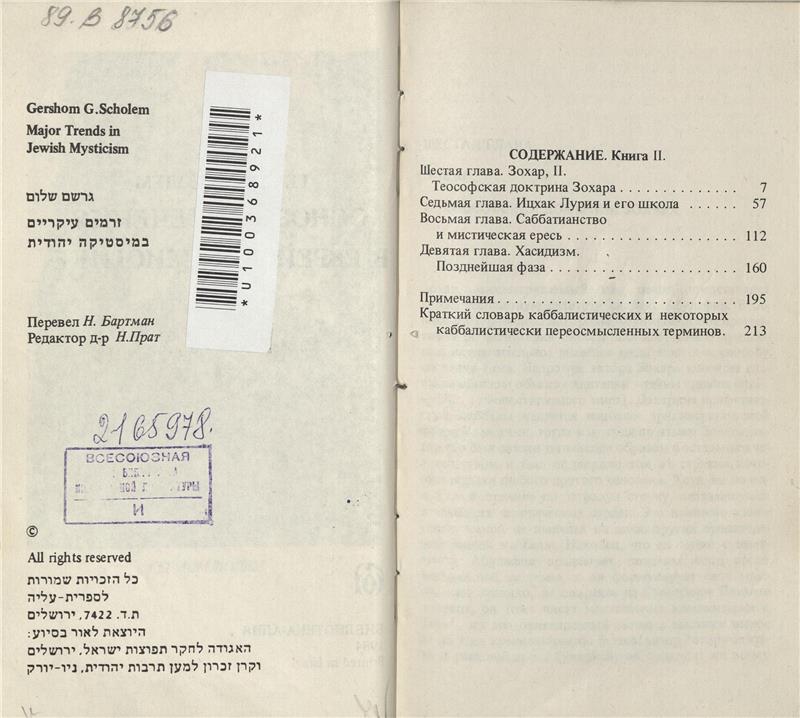 89. В 8756
Gershom G.Scholem
Major Trends in
Jewish Mysticism
גרשם שלום
זרמים עיקריים
במיסטיקה יהודית
*U100368921*
Перевел Н. Бартман
Редактор д-р Н.Прат
2165978.
ВСЕСОЮЗНАЯ
И
©
All rights reserved
כל הזכויות שמורות
לספרית-עליה
ת.ד. 7422, ירושלים
היוצאת לאור בסיוע:
האגודה לחקר תפוצות ישראל, ירושלים
וקרן זכרון למען תרבות יהודית, ניו-יורק
СОДЕРЖАНИЕ. Книга II.
Шестая глава. Зохар, II.
Теософская доктрина Зохара . . . . . . . . . . . . . . 7
Седьмая глава. Ицхак Лурия и его школа . . . . . . 57
Восьмая глава. Саббатианство
и мистическая ересь . . . . . . . . . . . . . . . . . . . . 112
Девятая глава. Хасидизм.
Позднейшая фаза . . . . . . . . . . . . . . . . . . . . . . 160
Примечания . . . . . . . . . . . . . . . . . . . . . . . . . . . . 195
Краткий словарь каббалистических и некоторых
каббалистически переосмысленных терминов. 213